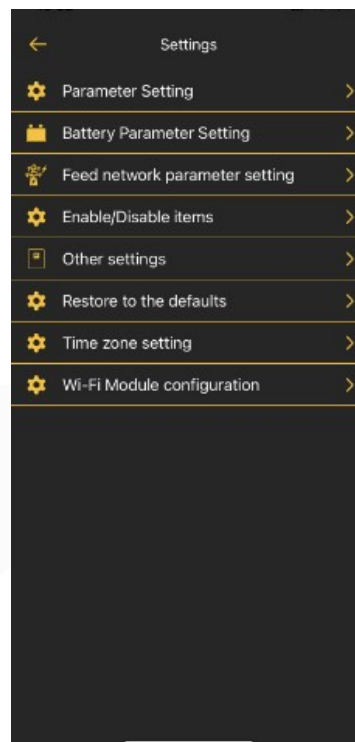 Settings
Parameter Setting
Battery Parameter Setting
Feed network parameter setting
Enable/Disable items
Other settings
Restore to the defaults
Time zone setting
Wi-Fi Module configuration